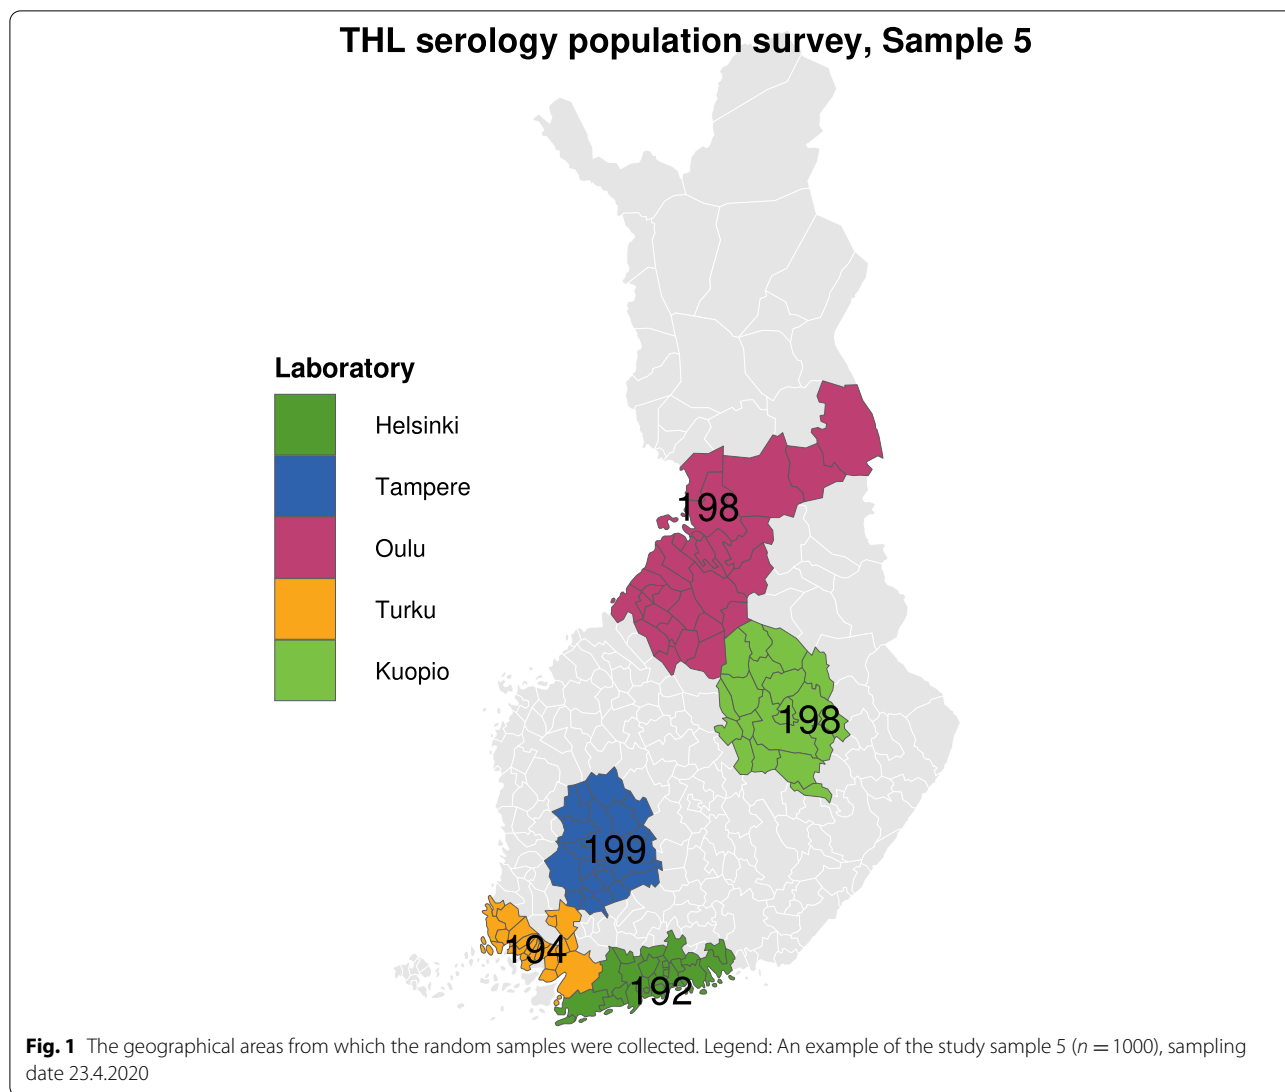 THL serology population survey, Sample 5
Laboratory
Helsinki
Tampere
Oulu
Turku
Kuopio
198
198
199
194
192
Fig. 1 The geographical areas from which the random samples were collected. Legend: An example of the study sample 5 (n = 1000), sampling
date 23.4.2020